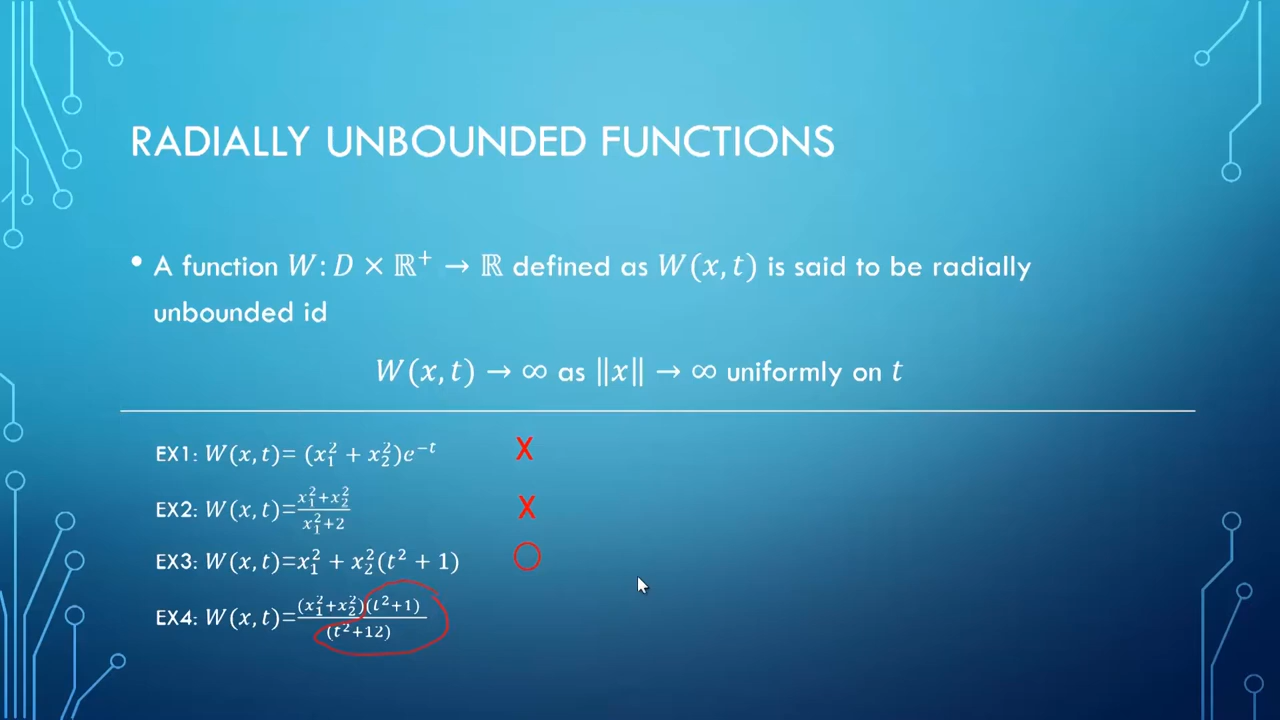 RADIALLY UNBOUNDED FUNCTIONS
• A function W: D × ℝ⁺ → ℝ defined as W(x, t) is said to be radially
unbounded id
W(x, t) → ∞ as ‖x‖ → ∞ uniformly on t
EX1: W(x, t)= (x₁² + x₂²)e⁻ᵗ X
EX2: W(x, t)=(x₁²+x₂²)/(x₁²+2) X
EX3: W(x, t)=x₁² + x₂²(t² + 1) ○
EX4: W(x, t)=(x₁²+x₂²)(t²+1)/(t²+12)